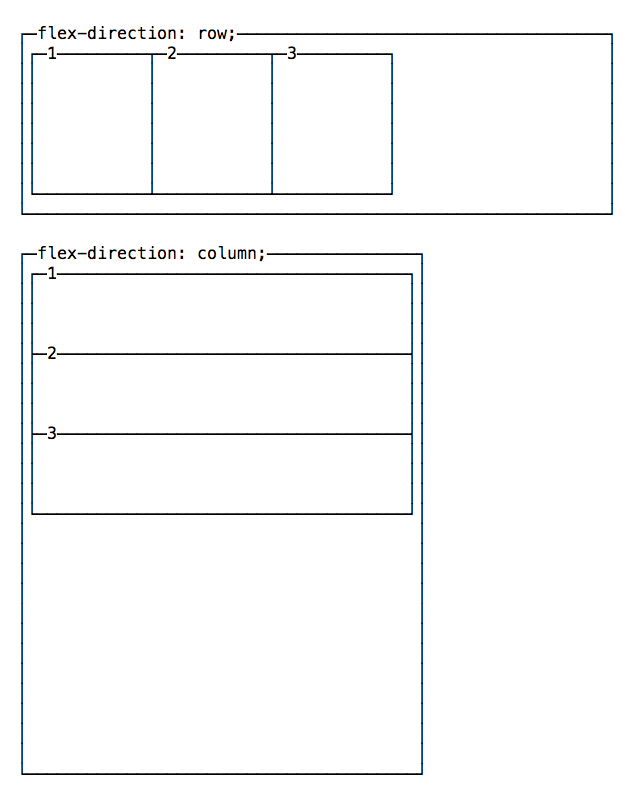 flex-direction: row;
1 2 3
flex-direction: column;
1
2
3